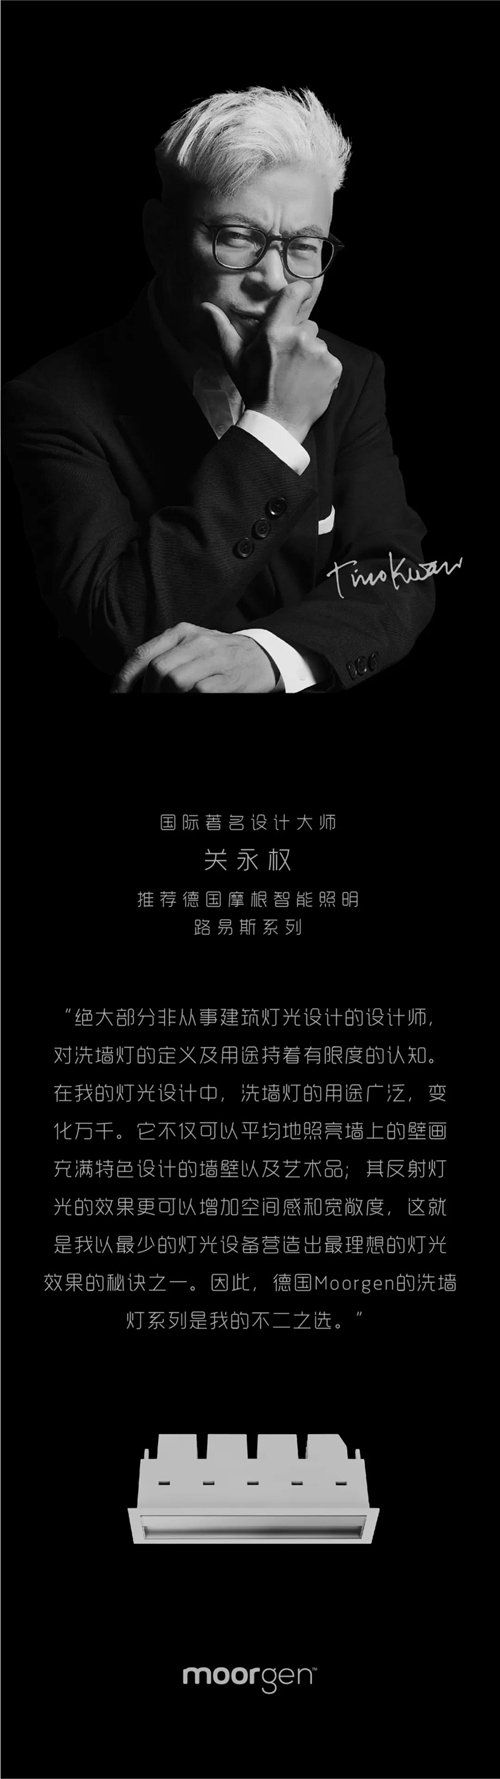 Tino Kwan
国际著名设计大师
关永权
推荐德国摩根智能照明
路易斯系列
“绝大部分非从事建筑灯光设计的设计师，
对洗墙灯的定义及用途持着有限度的认知。
在我的灯光设计中，洗墙灯的用途广泛，变
化万千。它不仅可以平均地照亮墙上的壁画
充满特色设计的墙壁以及艺术品；其反射灯
光的效果更可以增加空间感和宽敞度，这就
是我以最少的灯光设备营造出最理想的灯光
效果的秘诀之一。因此，德国Moorgen的洗墙
灯系列是我的不二之选。”
moorgen™